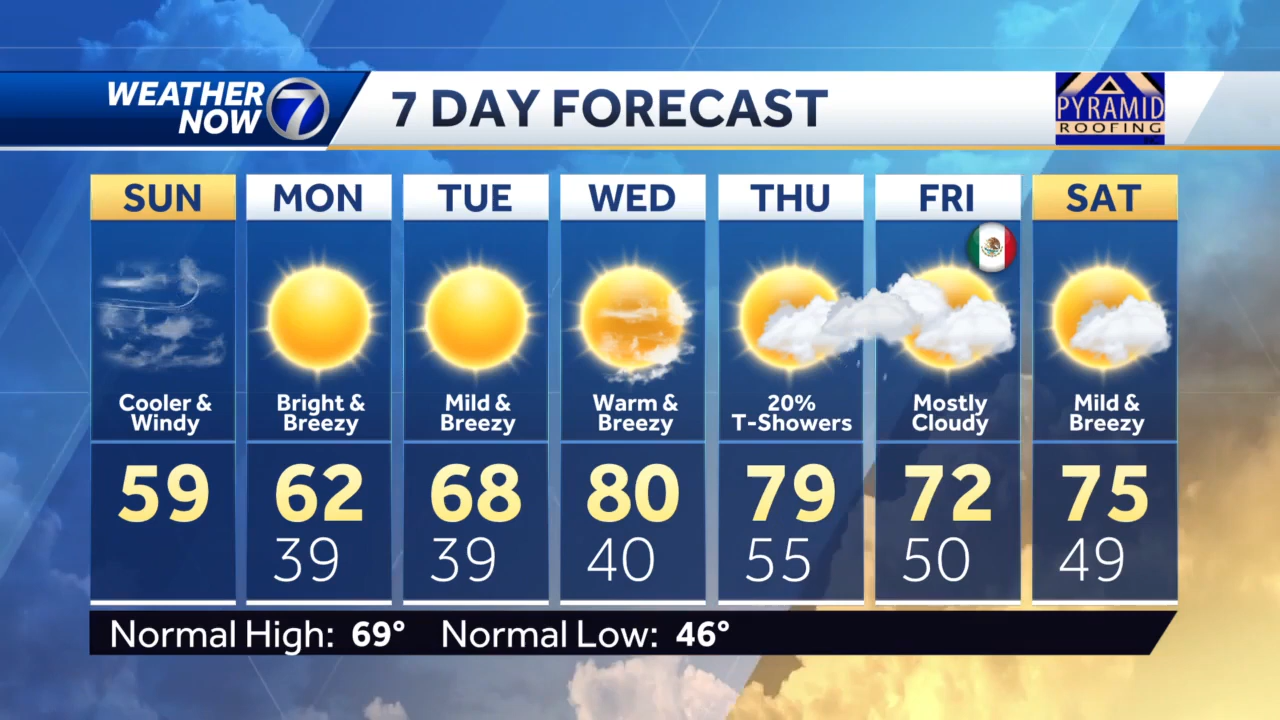 WEATHER
NOW 7
7 DAY FORECAST
PYRAMID
ROOFING
SUN MON TUE WED THU FRI SAT
Cooler & Bright & Mild & Warm & 20% Mostly Mild &
Windy Breezy Breezy Breezy T-Showers Cloudy Breezy
59 62 68 80 79 72 75
39 39 40 55 50 49
Normal High: 69° Normal Low: 46°